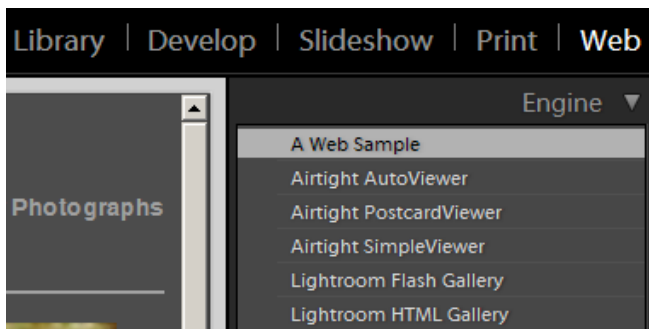 Library | Develop | Slideshow | Print | Web
Engine ▼
A Web Sample
Airtight AutoViewer
Photographs
Airtight PostcardViewer
Airtight SimpleViewer
Lightroom Flash Gallery
Lightroom HTML Gallery